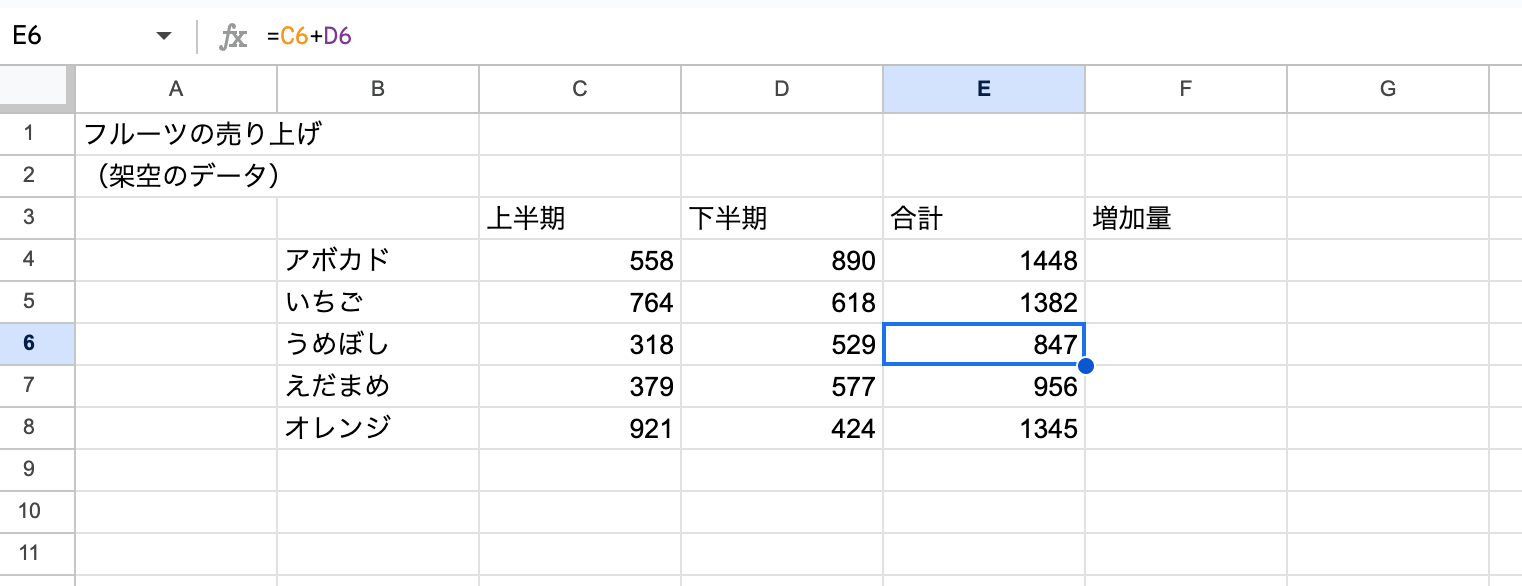 E6 fx =C6+D6
A B C D E F G
1 フルーツの売り上げ
2 （架空のデータ）
3 上半期 下半期 合計 増加量
4 アボカド 558 890 1448
5 いちご 764 618 1382
6 うめぼし 318 529 847
7 えだまめ 379 577 956
8 オレンジ 921 424 1345
9
10
11